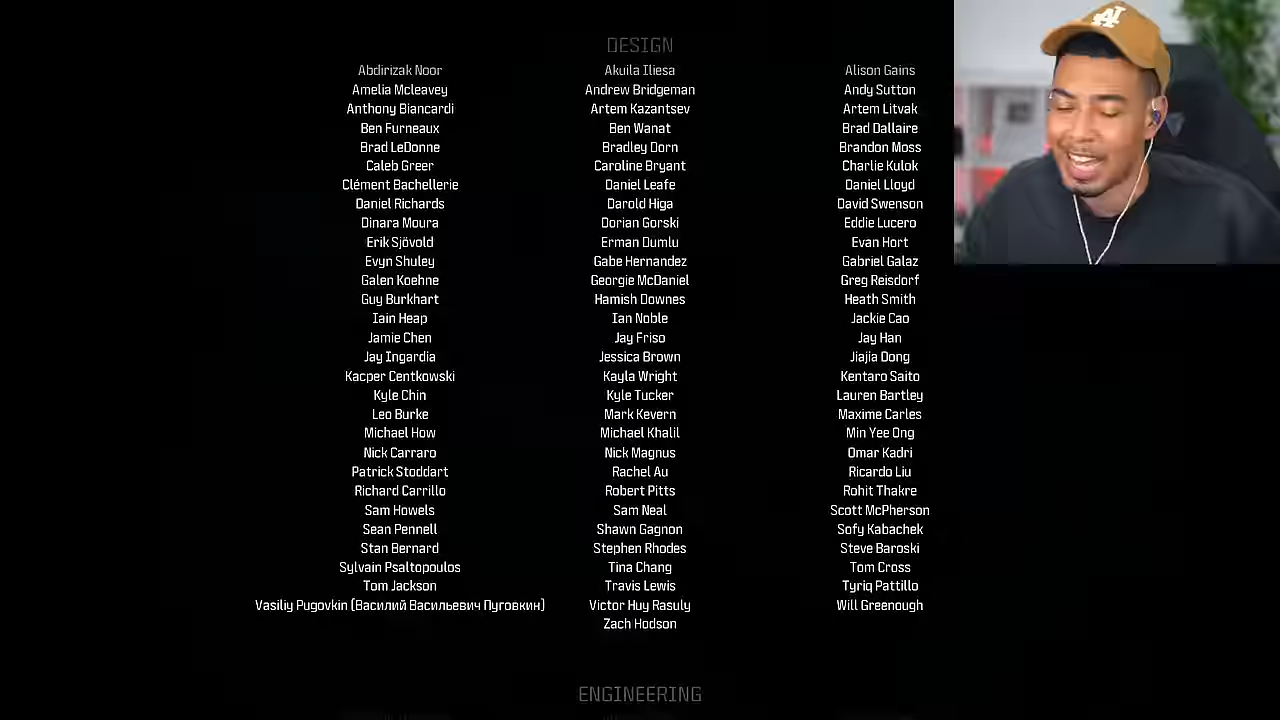 DESIGN
Abdirizak Noor Akuila Iliesa Alison Gains
Amelia Mcleavey Andrew Bridgeman Andy Sutton
Anthony Biancardi Artem Kazantsev Artem Litvak
Ben Furneaux Ben Wanat Brad Dallaire
Brad LeDonne Bradley Dorn Brandon Moss
Caleb Greer Caroline Bryant Charlie Kulok
Clément Bachellerie Daniel Leafe Daniel Lloyd
Daniel Richards Darold Higa David Swenson
Dinara Moura Dorian Gorski Eddie Lucero
Erik Sjövold Erman Dumlu Evan Hort
Evyn Shuley Gabe Hernandez Gabriel Galaz
Galen Koehne Georgie McDaniel Greg Reisdorf
Guy Burkhart Hamish Downes Heath Smith
Iain Heap Ian Noble Jackie Cao
Jamie Chen Jay Friso Jay Han
Jay Ingardia Jessica Brown Jiajia Dong
Kacper Centkowski Kayla Wright Kentaro Saito
Kyle Chin Kyle Tucker Lauren Bartley
Leo Burke Mark Kevern Maxime Carles
Michael How Michael Khalil Min Yee Ong
Nick Carraro Nick Magnus Omar Kadri
Patrick Stoddart Rachel Au Ricardo Liu
Richard Carrillo Robert Pitts Rohit Thakre
Sam Howels Sam Neal Scott McPherson
Sean Pennell Shawn Gagnon Sofy Kabachek
Stan Bernard Stephen Rhodes Steve Baroski
Sylvain Psaltopoulos Tina Chang Tom Cross
Tom Jackson Travis Lewis Tyriq Pattillo
Vasiliy Pugovkin (Василий Васильевич Пуговкин) Victor Huy Rasuly Will Greenough
Zach Hodson
ENGINEERING